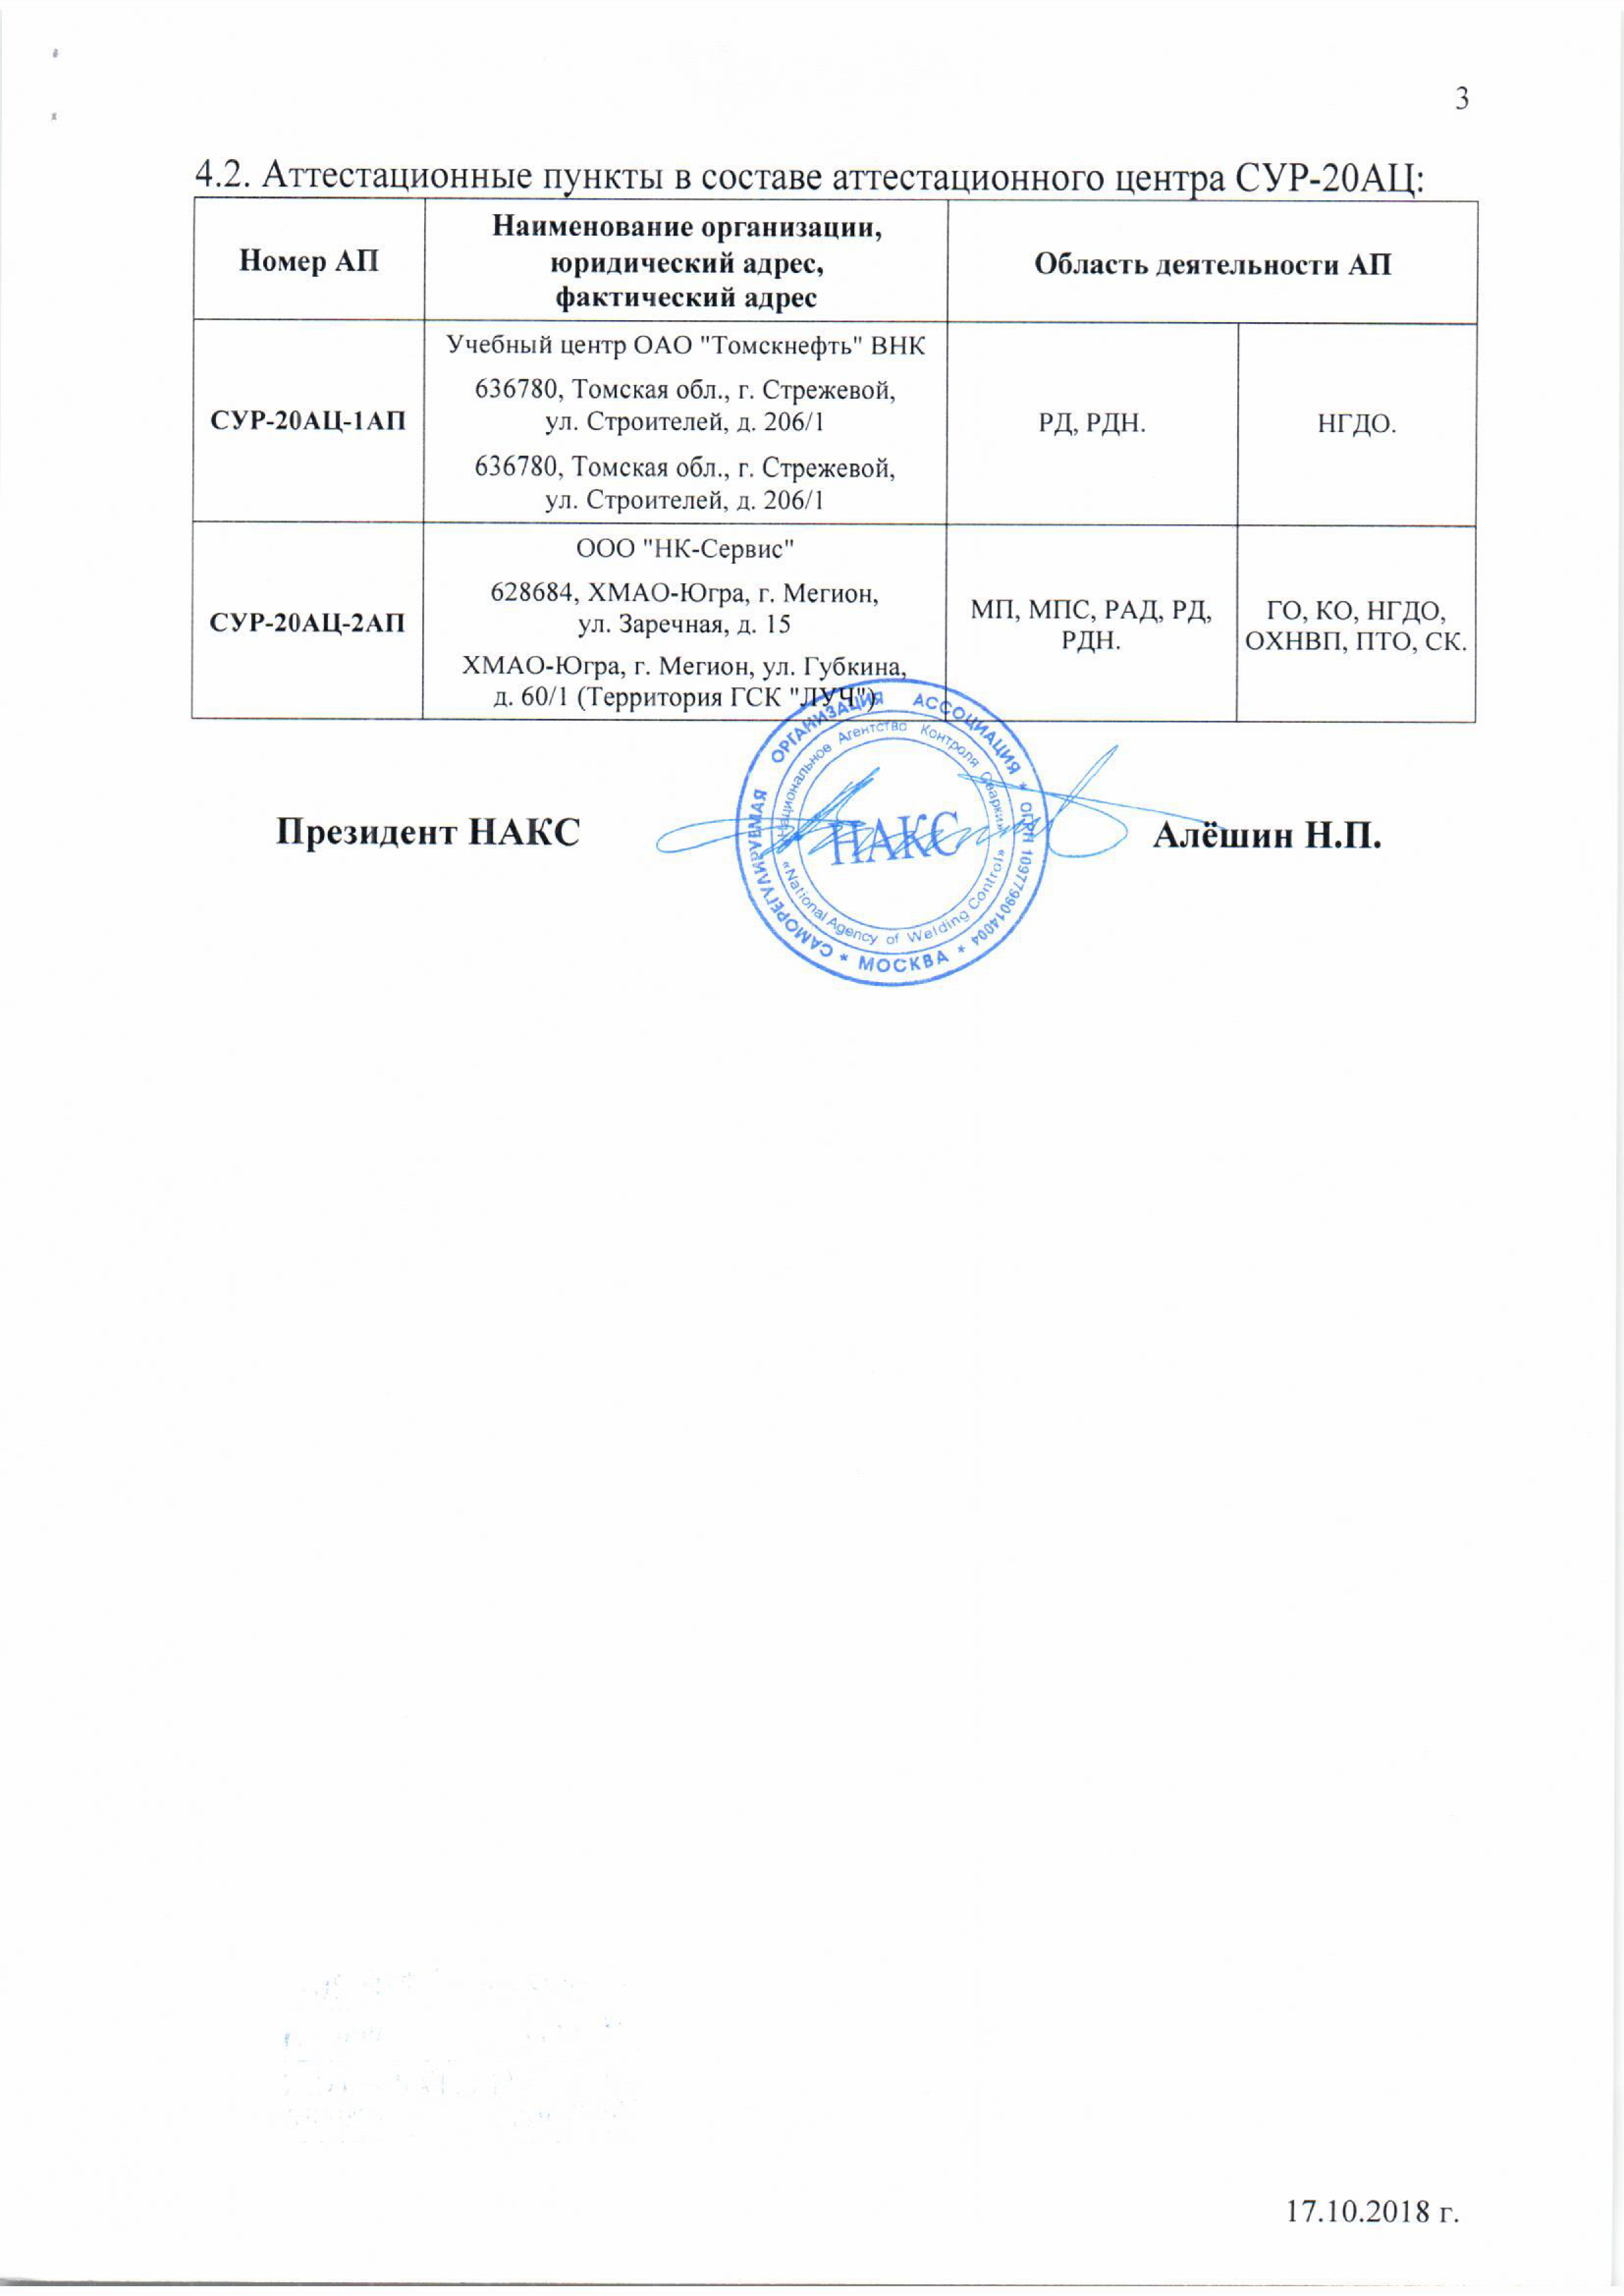 3
4.2. Аттестационные пункты в составе аттестационного центра СУР-20АЦ:
Номер АП
Наименование организации,
юридический адрес,
фактический адрес
Область деятельности АП
СУР-20АЦ-1АП
Учебный центр ОАО "Томскнефть" ВНК
636780, Томская обл., г. Стрежевой,
ул. Строителей, д. 206/1
636780, Томская обл., г. Стрежевой,
ул. Строителей, д. 206/1
РД, РДН.
НГДО.
СУР-20АЦ-2АП
ООО "НК-Сервис"
628684, ХМАО-Югра, г. Мегион,
ул. Заречная, д. 15
ХМАО-Югра, г. Мегион, ул. Губкина,
д. 60/1 (Территория ГСК "ЛУЧ")
МП, МПС, РАД, РД,
РДН.
ГО, КО, НГДО,
ОХНВП, ПТО, СК.
Президент НАКС
САМОРЕГУЛИРУЕМАЯ ОРГАНИЗАЦИЯ АССОЦИАЦИЯ * ОГРН 1097799014004 * МОСКВА *
«Национальное Агентство Контроля Сварки»
«National Agency of Welding Control»
НАКС
Алёшин Н.П.
17.10.2018 г.